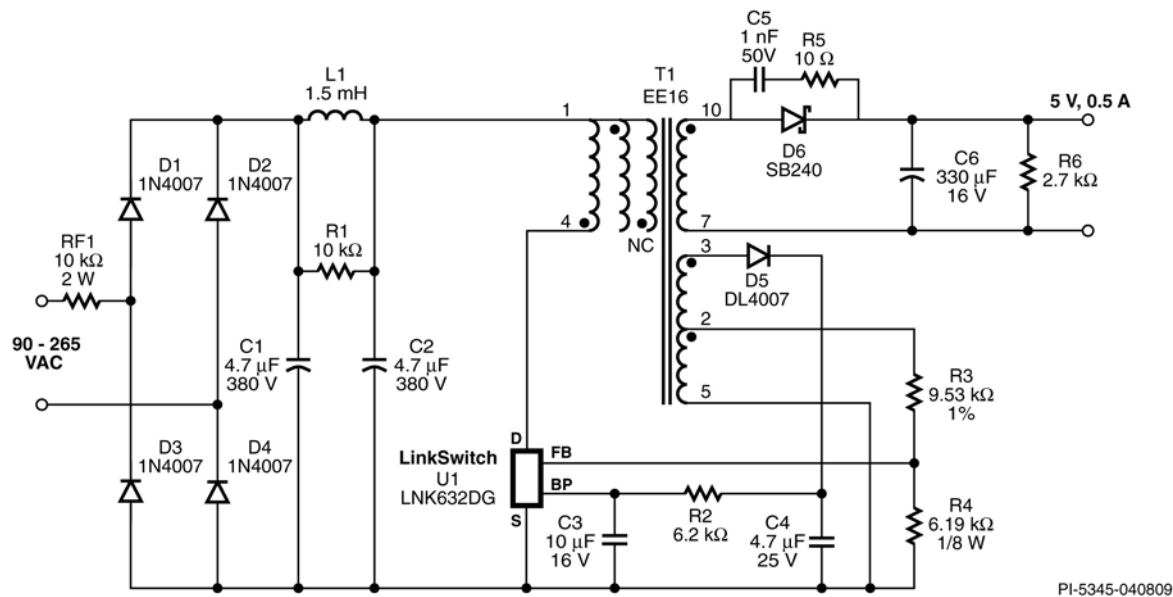 C5
1 nF
50V
R5
10 Ω
L1
1.5 mH
T1
EE16
1
10
5 V, 0.5 A
D1
1N4007
D2
1N4007
D6
SB240
C6
330 µF
16 V
R6
2.7 kΩ
4
7
NC
R1
10 kΩ
RF1
10 kΩ
2 W
3
D5
DL4007
2
90 - 265
VAC
C1
4.7 µF
380 V
C2
4.7 µF
380 V
R3
9.53 kΩ
1%
5
D3
1N4007
D4
1N4007
LinkSwitch
U1
LNK632DG
D
FB
BP
S
R2
6.2 kΩ
C3
10 µF
16 V
C4
4.7 µF
25 V
R4
6.19 kΩ
1/8 W
PI-5345-040809